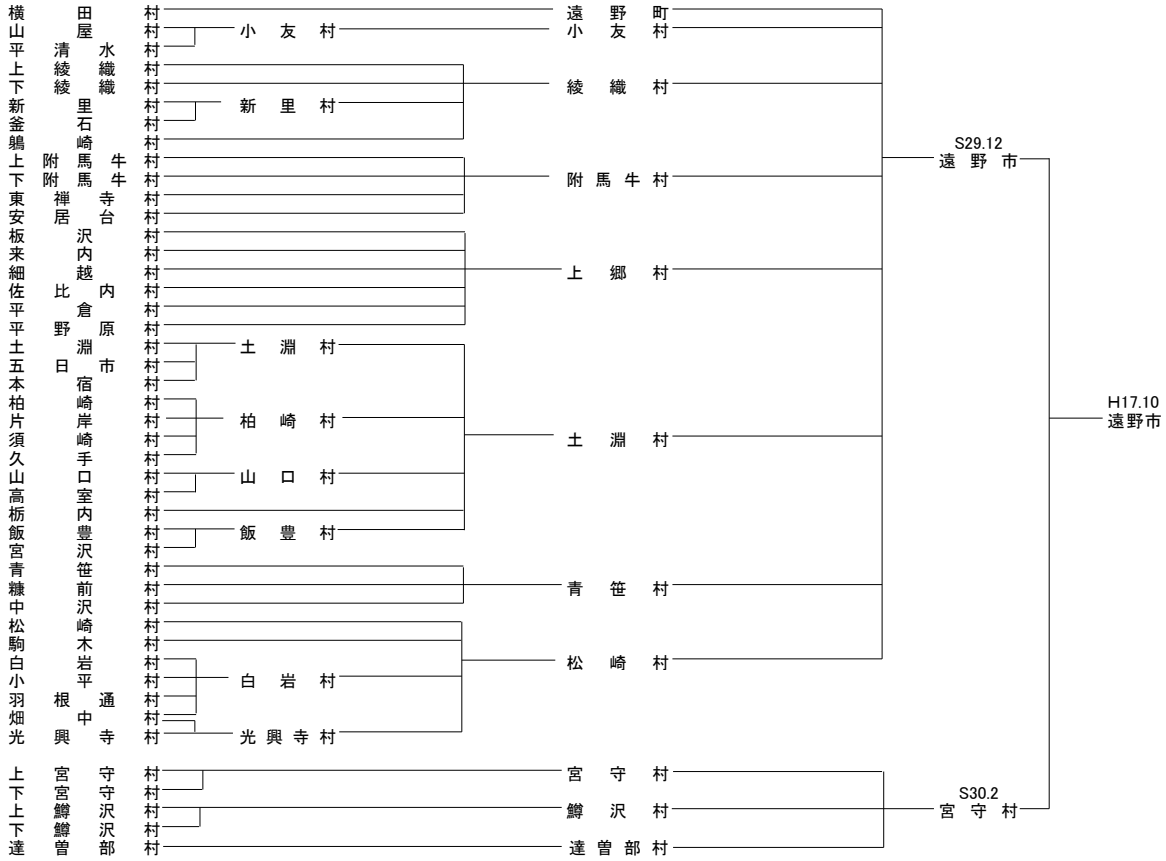 横田村 遠野町
山屋村 小友村 小友村
平清水村
上綾織村
下綾織村 綾織村
新里村 新里村
釜石村
鵃崎村
S29.12
上附馬牛村 遠野市
下附馬牛村 附馬牛村
東禅寺村
安居台村
板沢村
来内村
細越村 上郷村
佐比内村
平倉村
平野原村
土淵村 土淵村
五日市村
本宿村
柏崎村 H17.10
片岸村 柏崎村 遠野市
須崎村 土淵村
久手村
山口村 山口村
高室村
栃内村
飯豊村 飯豊村
宮沢村
青笹村
糠前村 青笹村
中沢村
松崎村
駒木村
白岩村 松崎村
小平村 白岩村
羽根通村
畑中村
光興寺村 光興寺村
上宮守村 宮守村
下宮守村 S30.2
上鱒沢村 鱒沢村 宮守村
下鱒沢村
達曽部村 達曽部村